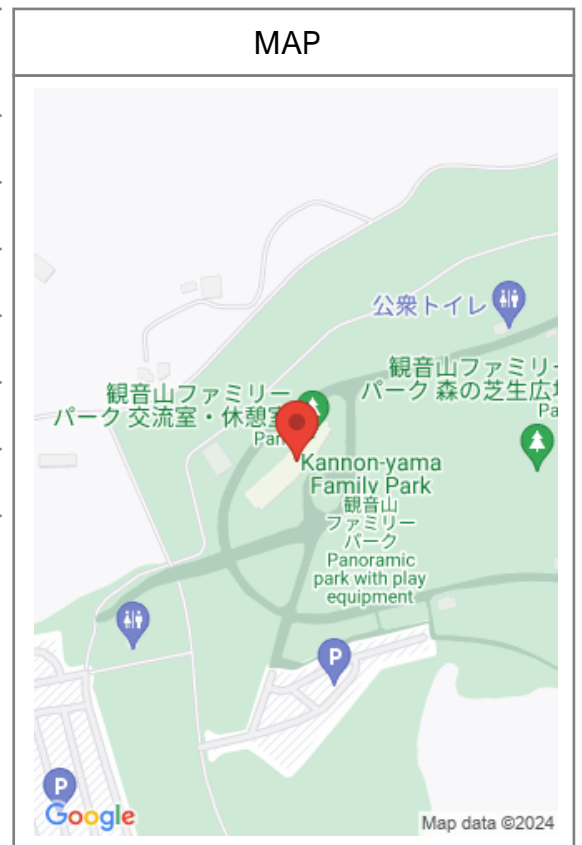 MAP
公衆トイレ
観音山ファミリー
パーク 森の芝生広
Pa
観音山ファミリー
パーク 交流室・休憩
Par
Kannon-yama
Family Park
観音山
ファミリー
パーク
Panoramic
park with play
equipment
P
P
Google
Map data ©2024